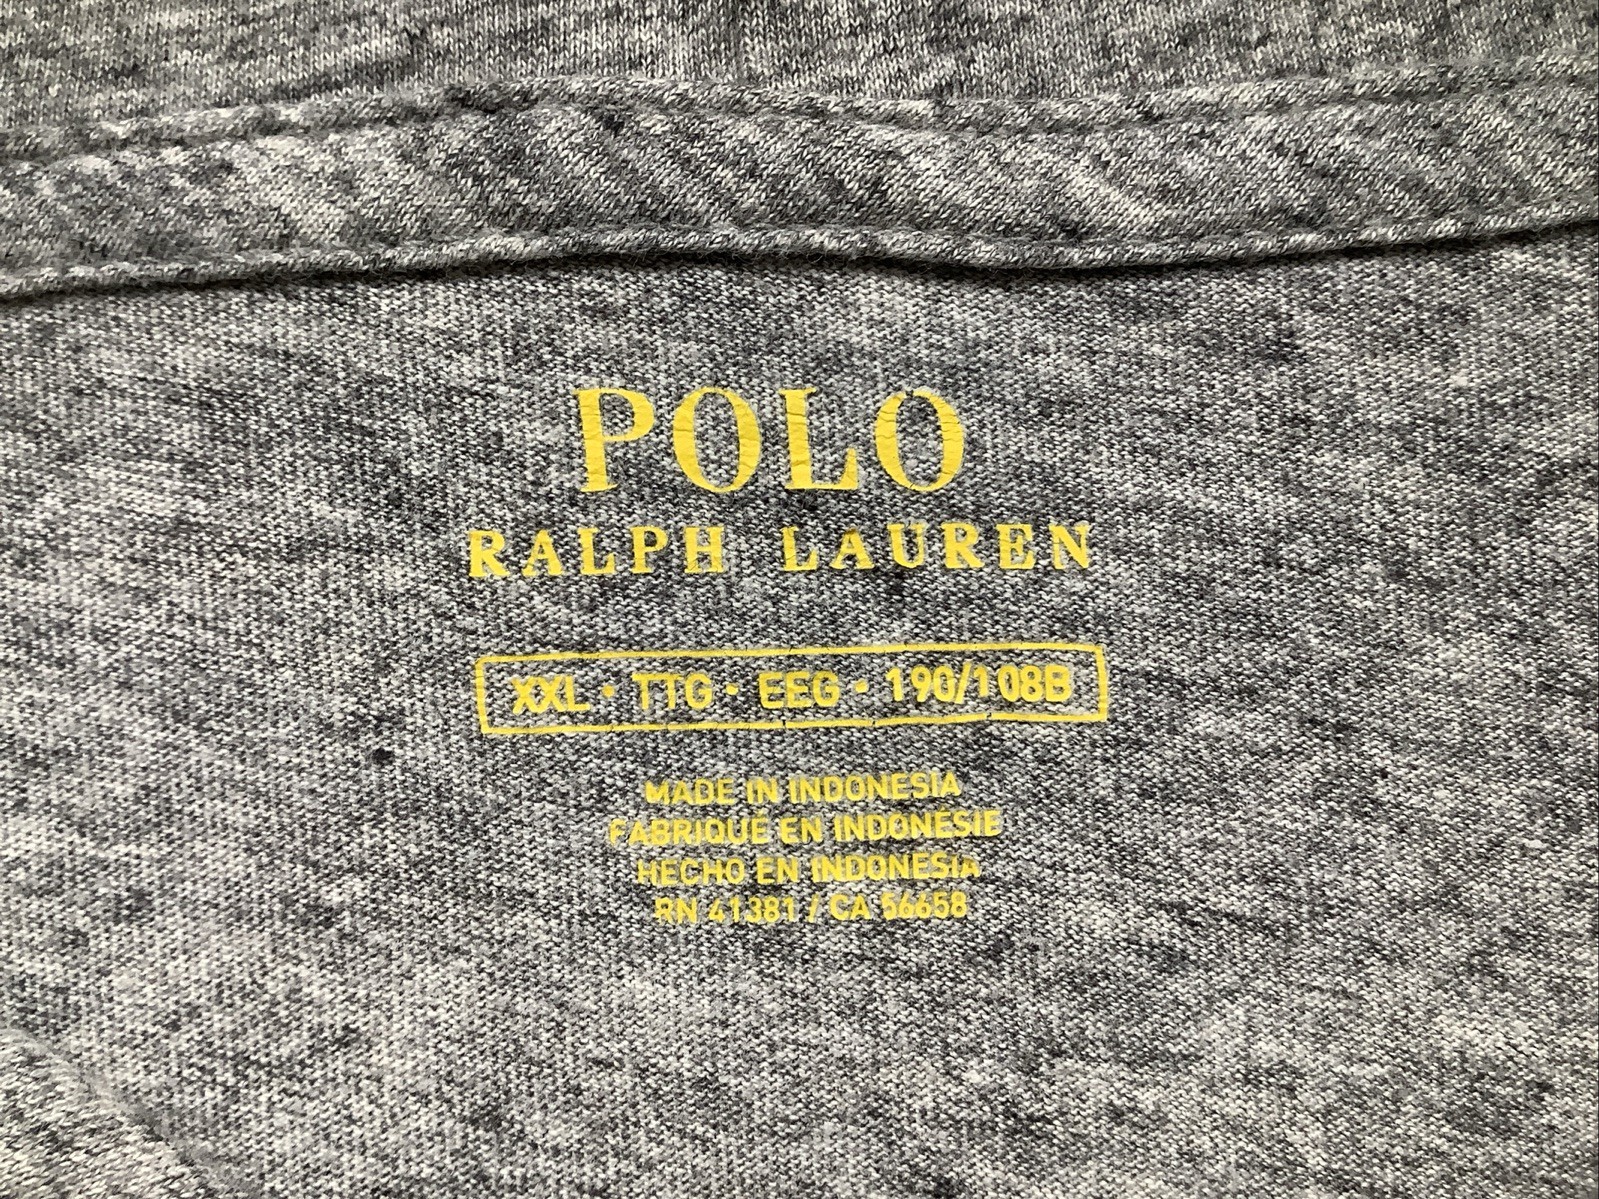 POLO
RALPH LAUREN
XXL • TTG • EEG • 190/108B
MADE IN INDONESIA
FABRIQUÉ EN INDONÉSIE
HECHO EN INDONESIA
RN 41381 / CA 56658